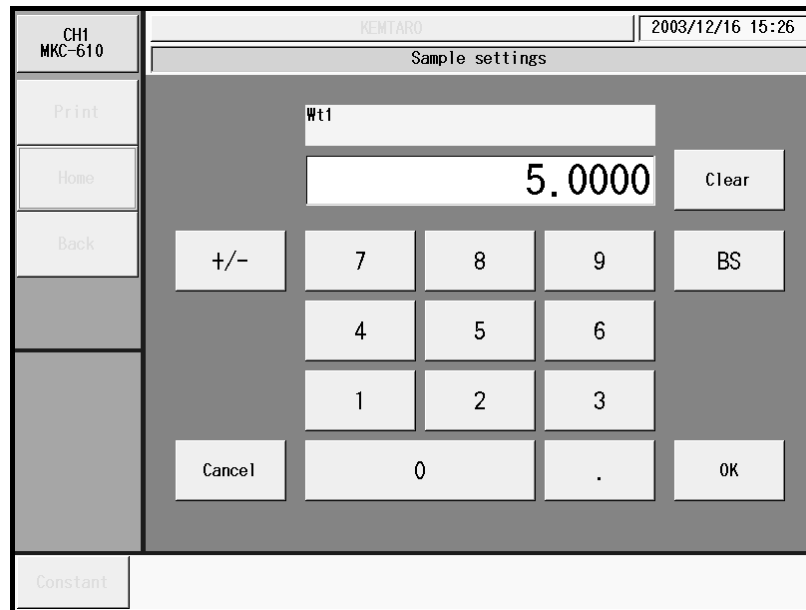 CH1
MKC-610
KEMTARO
2003/12/16 15:26
Sample settings
Print
Home
Back
Wt1
5.0000
Clear
+/-
7
8
9
BS
4
5
6
1
2
3
Cancel
0
.
OK
Constant